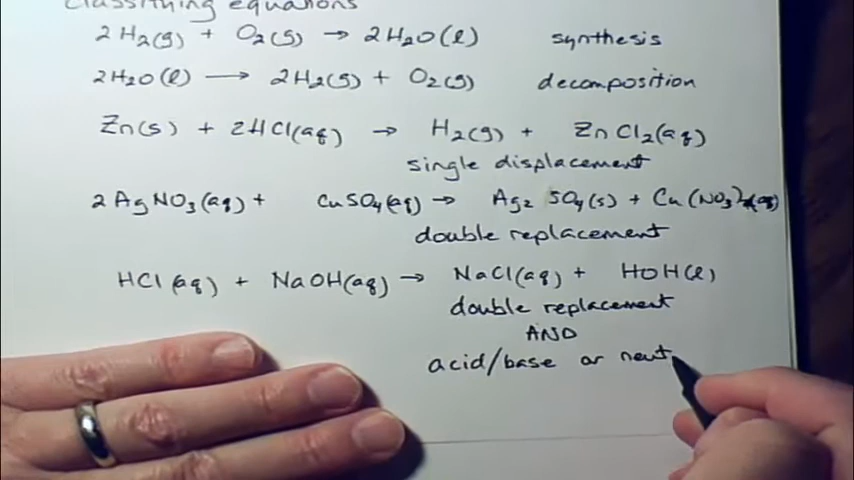 classifying equations
2H₂(g) + O₂(g) → 2H₂O(l) synthesis
2H₂O(l) → 2H₂(g) + O₂(g) decomposition
Zn(s) + 2HCl(aq) → H₂(g) + ZnCl₂(aq)
single displacement
2AgNO₃(aq) + CuSO₄(aq) → Ag₂SO₄(s) + Cu(NO₃)₂(aq)
double replacement
HCl(aq) + NaOH(aq) → NaCl(aq) + HOH(l)
double replacement
AND
acid/base or neut